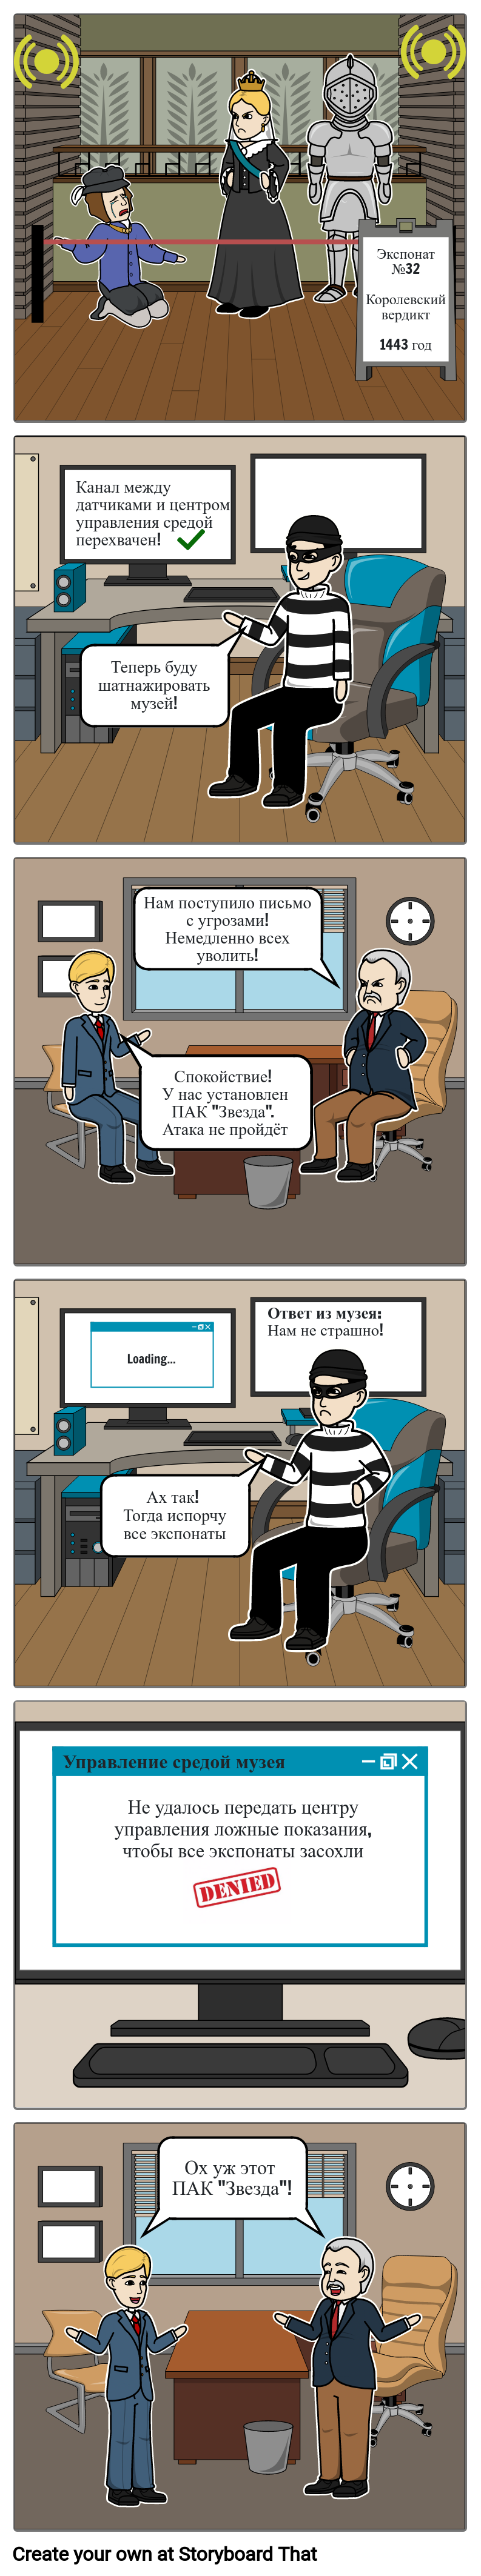 Экспонат
№32
Королевский
вердикт
1443 год
Канал между
датчиками и центром
управления средой
перехвачен!
Теперь буду
шатнажировать
музей!
Нам поступило письмо
с угрозами!
Немедленно всех
уволить!
Спокойствие!
У нас установлен
ПАК "Звезда".
Атака не пройдёт
Loading...
Ответ из музея:
Нам не страшно!
Ах так!
Тогда испорчу
все экспонаты
Управление средой музея
Не удалось передать центру
управления ложные показания,
чтобы все экспонаты засохли
DENIED
Ох уж этот
ПАК "Звезда"!
Create your own at Storyboard That